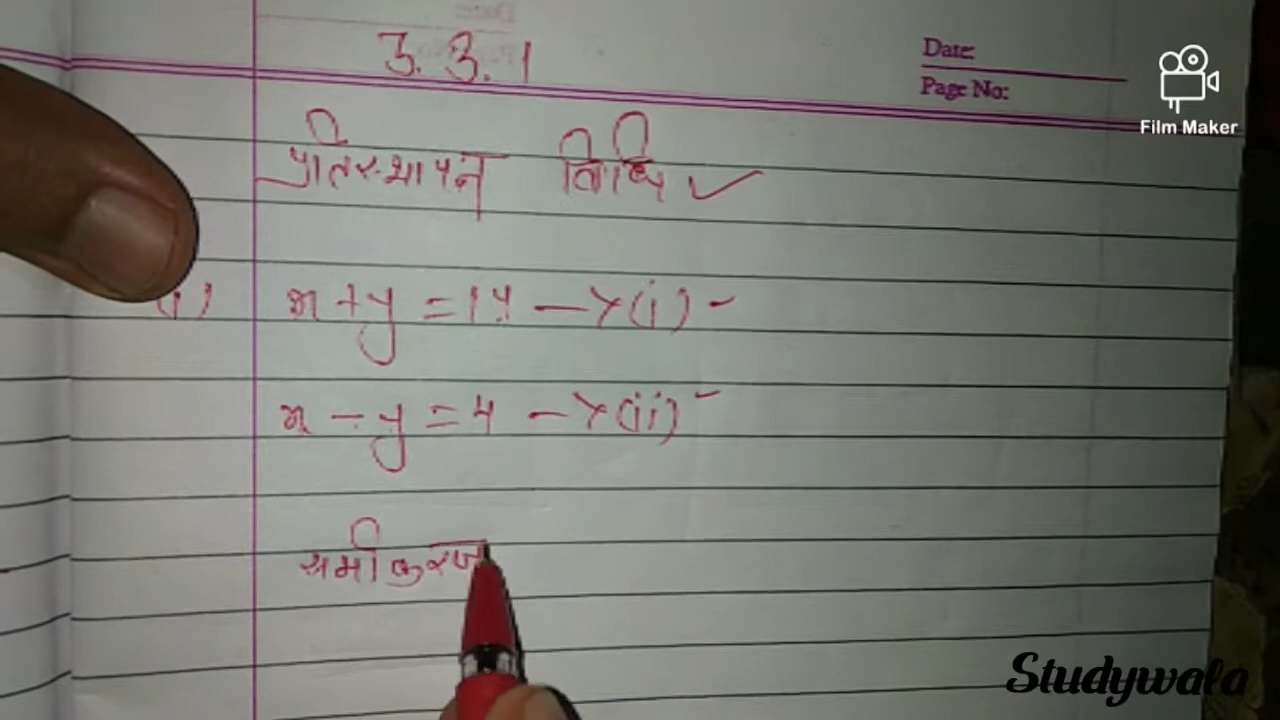 3.3.1
Date:
Page No:
Film Maker
प्रतिस्थापन विधि ✓
(i) x + y = 14 → (i)
x - y = 4 → (ii)
समीकरण
Studywala